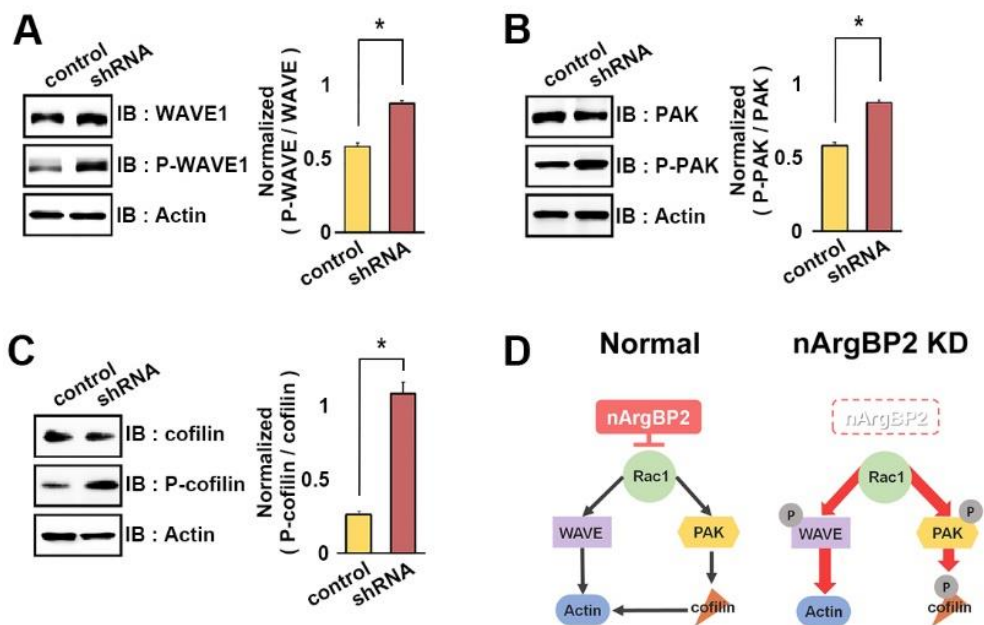 A
control
shRNA
IB : WAVE1
IB : P-WAVE1
IB : Actin
Normalized
( P-WAVE / WAVE )
1
0.5
0
*
control
shRNA
B
control
shRNA
IB : PAK
IB : P-PAK
IB : Actin
Normalized
( P-PAK / PAK )
1
0.5
0
*
control
shRNA
C
control
shRNA
IB : cofilin
IB : P-cofilin
IB : Actin
Normalized
( P-cofilin / cofilin )
1
0.5
0
*
control
shRNA
D
Normal
nArgBP2
Rac1
WAVE
PAK
Actin
cofilin
nArgBP2 KD
nArgBP2
Rac1
P
WAVE
P
PAK
P
Actin
cofilin